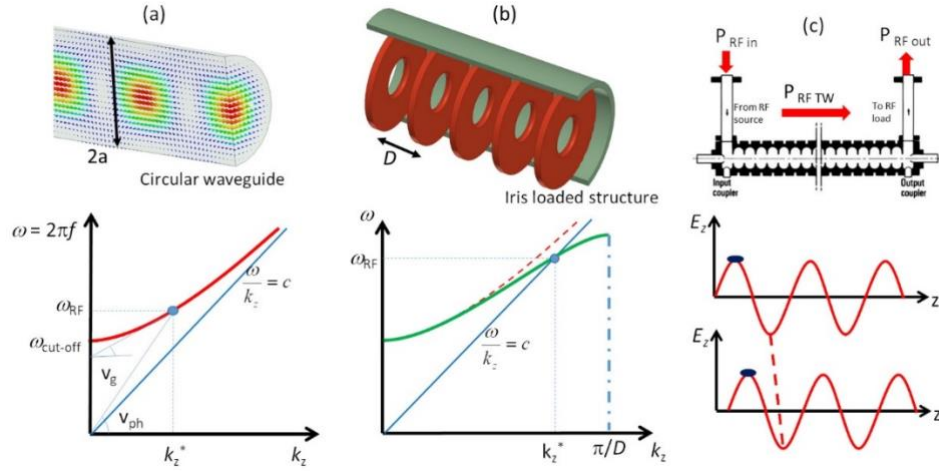 (a)
2a
Circular waveguide
ω = 2πf
ω_RF
ω_cut-off
v_g
v_ph
ω/k_z = c
k_z*
k_z
(b)
D
Iris loaded structure
ω
ω_RF
ω/k_z = c
k_z*
π/D
k_z
(c)
P RF in
P RF out
P RF TW
From RF
source
To RF
load
Input
coupler
Output
coupler
E_z
z
E_z
z